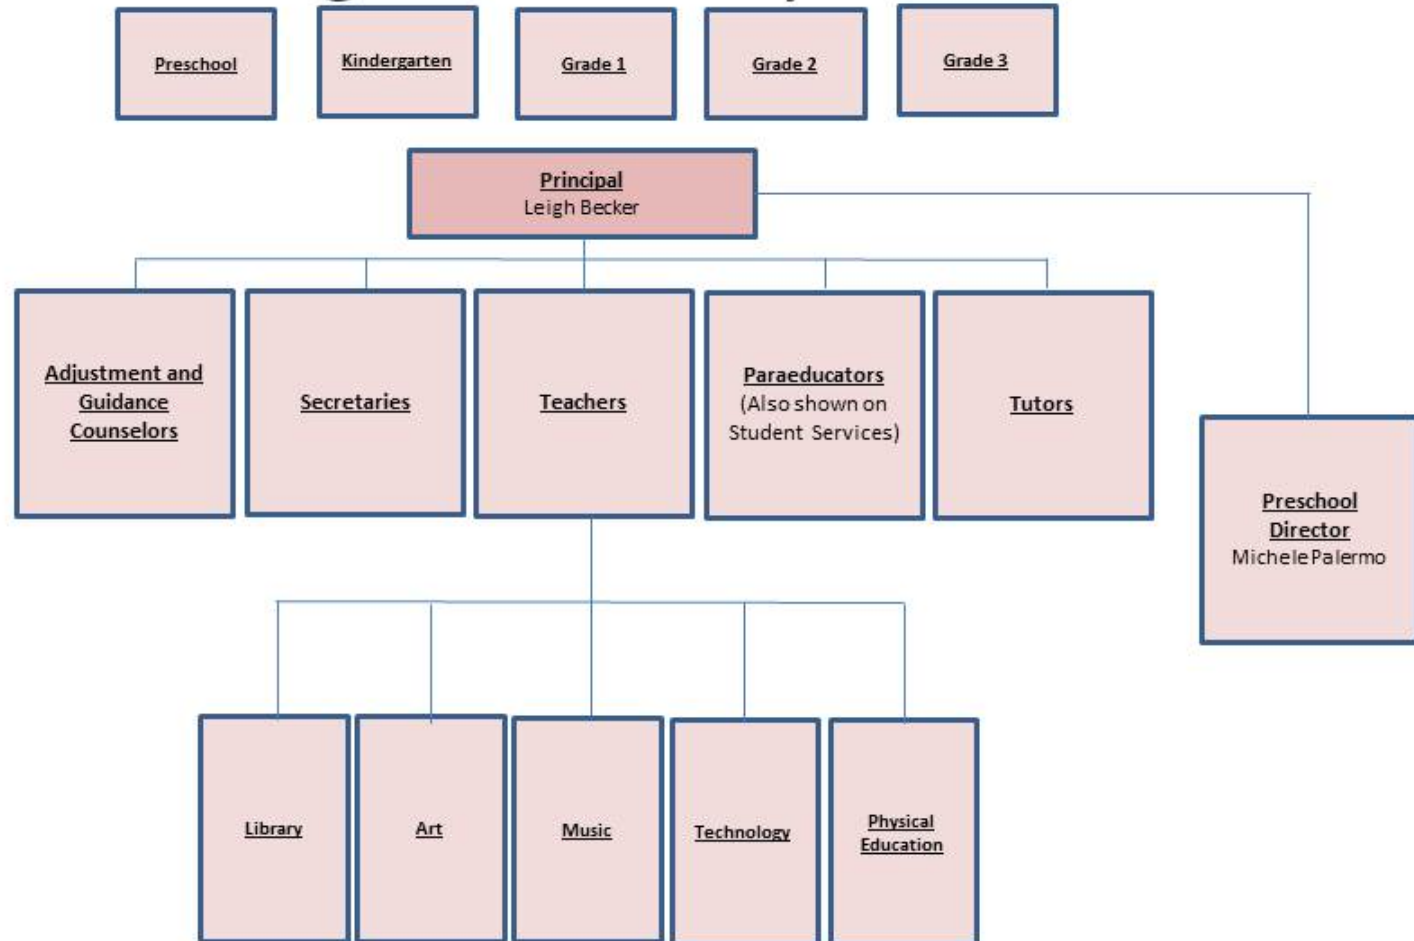 Preschool
Kindergarten
Grade 1
Grade 2
Grade 3
Principal
Leigh Becker
Adjustment and
Guidance
Counselors
Secretaries
Teachers
Paraeducators
(Also shown on
Student Services)
Tutors
Preschool
Director
Michele Palermo
Library
Art
Music
Technology
Physical
Education